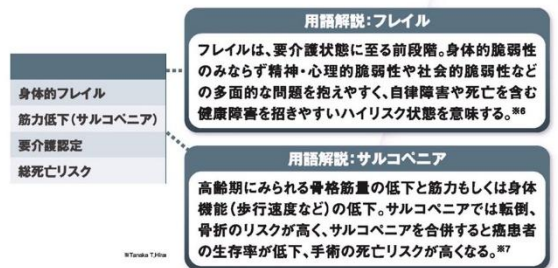 用語解説:フレイル
フレイルは、要介護状態に至る前段階。身体的脆弱性
のみならず精神・心理的脆弱性や社会的脆弱性など
の多面的な問題を抱えやすく、自律障害や死亡を含む
健康障害を招きやすいハイリスク状態を意味する。※6
身体的フレイル
筋力低下(サルコペニア)
要介護認定
総死亡リスク
用語解説:サルコペニア
高齢期にみられる骨格筋量の低下と筋力もしくは身体
機能(歩行速度など)の低下。サルコペニアでは転倒、
骨折のリスクが高く、サルコペニアを合併すると癌患者
の生存率が低下、手術の死亡リスクが高くなる。※7
※Tanaka T,Hira